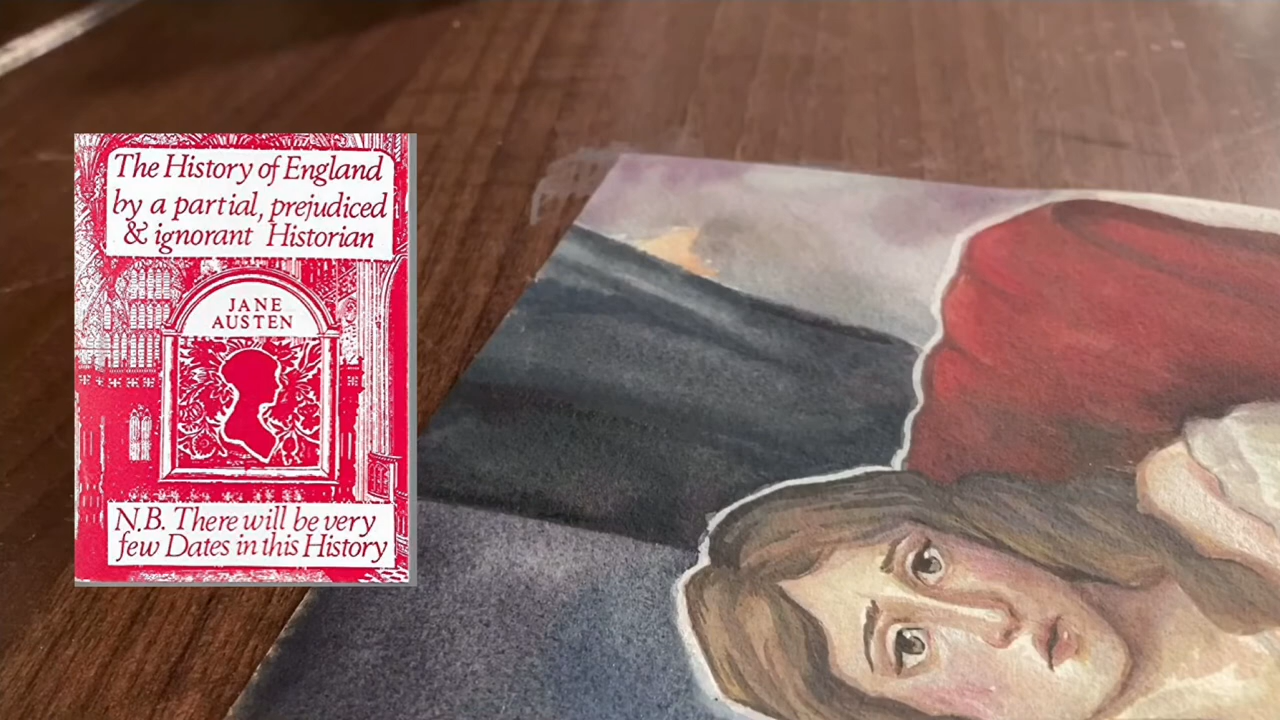 The History of England
by a partial, prejudiced
& ignorant Historian
JANE
AUSTEN
N.B. There will be very
few Dates in this History